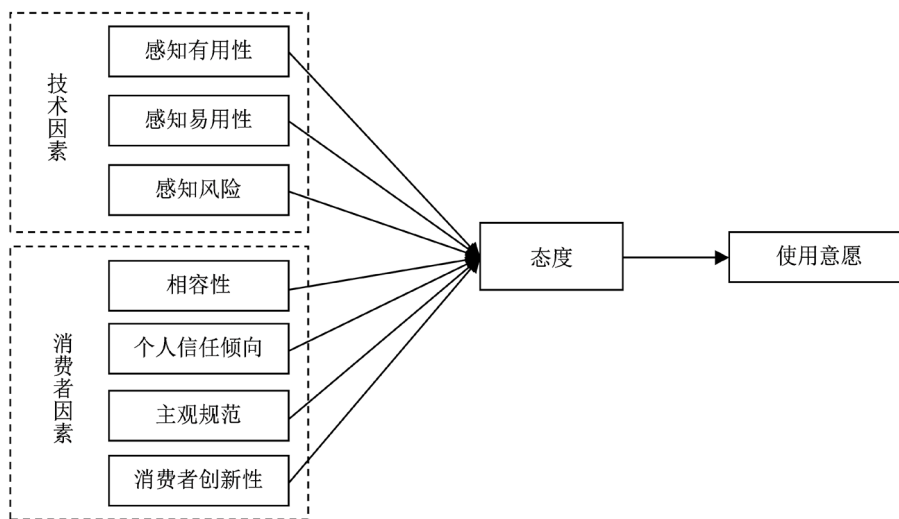 技术因素
感知有用性
感知易用性
感知风险
消费者因素
相容性
个人信任倾向
主观规范
消费者创新性
态度
使用意愿